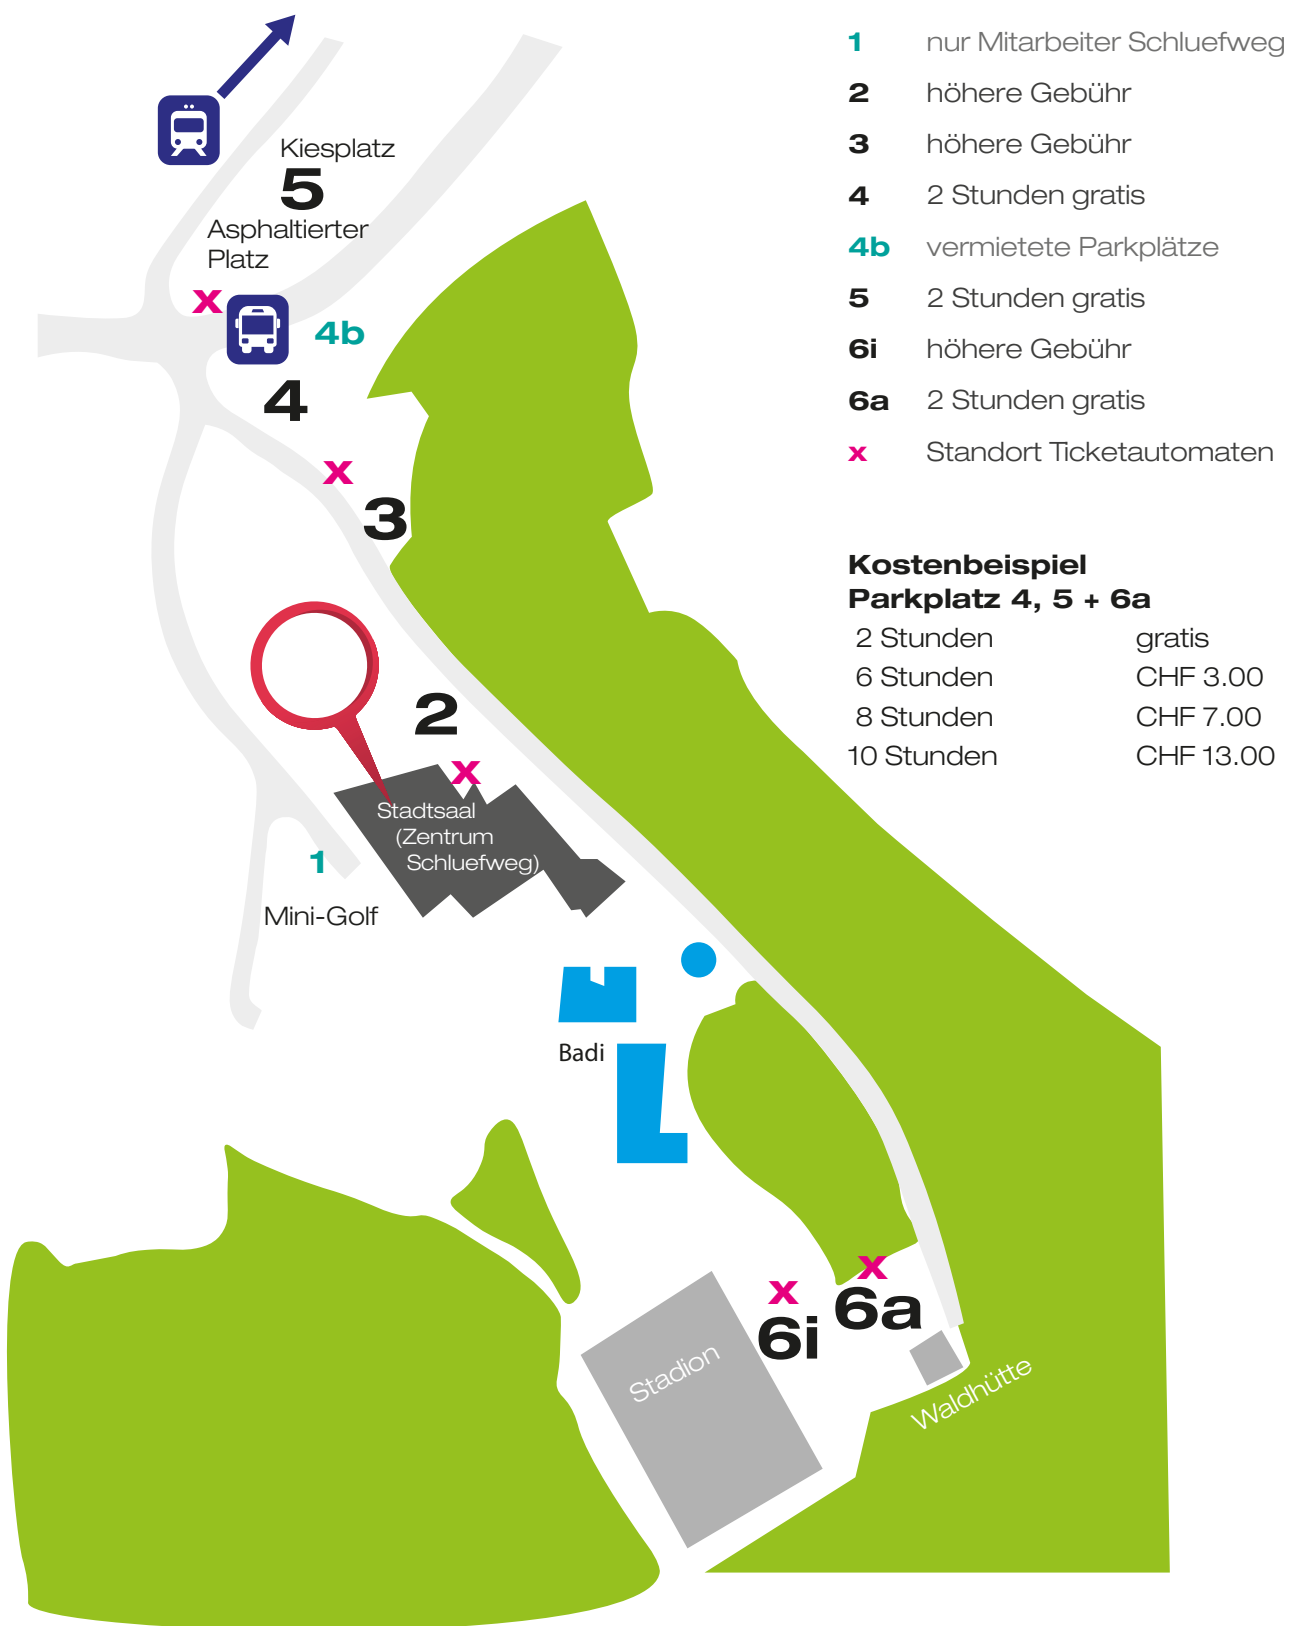 1 nur Mitarbeiter Schluefweg
2 höhere Gebühr
3 höhere Gebühr
4 2 Stunden gratis
4b vermietete Parkplätze
5 2 Stunden gratis
6i höhere Gebühr
6a 2 Stunden gratis
x Standort Ticketautomaten
Kostenbeispiel
Parkplatz 4, 5 + 6a
2 Stunden gratis
6 Stunden CHF 3.00
8 Stunden CHF 7.00
10 Stunden CHF 13.00
Kiesplatz
5
Asphaltierter
Platz
x
4b
4
x
3
2
x
Stadtsaal
(Zentrum
Schluefweg)
1
Mini-Golf
Badi
x
6a
x
6i
Stadion
Waldhütte